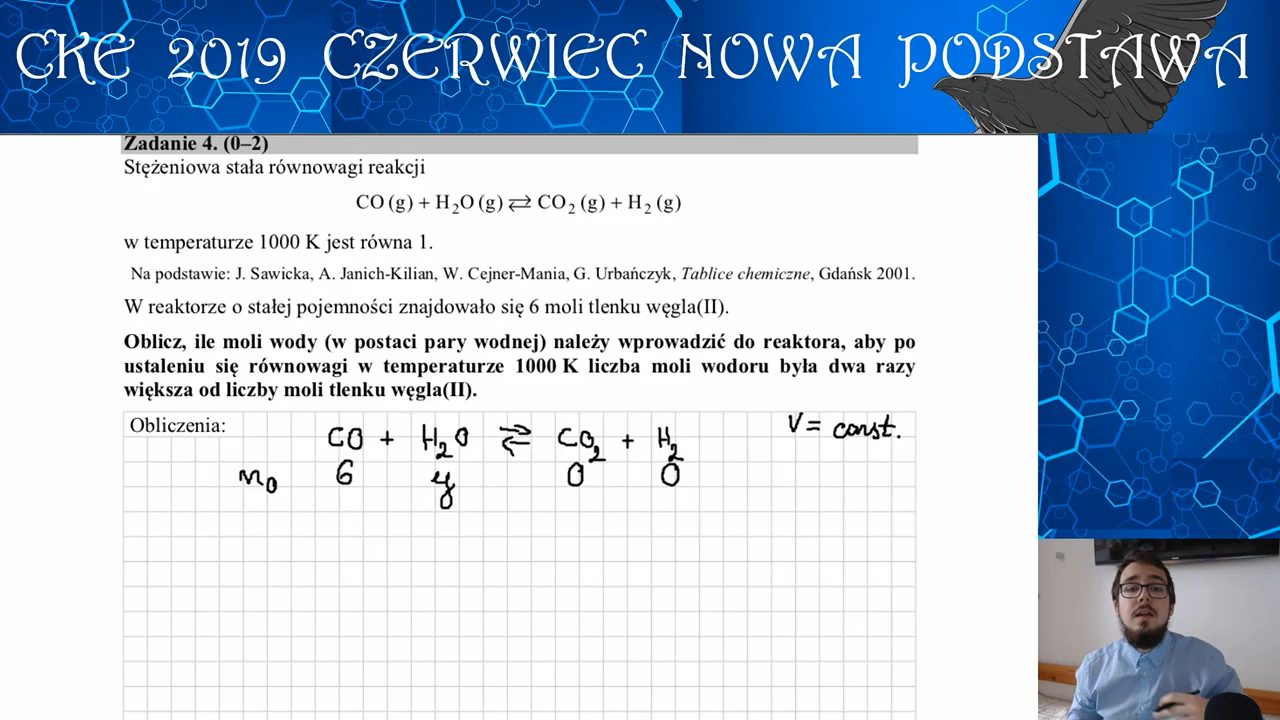 CKE 2019 CZERWIEC NOWA PODSTAWA
Zadanie 4. (0–2)
Stężeniowa stała równowagi reakcji
CO (g) + H₂O (g) ⇄ CO₂ (g) + H₂ (g)
w temperaturze 1000 K jest równa 1.
Na podstawie: J. Sawicka, A. Janich-Kilian, W. Cejner-Mania, G. Urbańczyk, Tablice chemiczne, Gdańsk 2001.
W reaktorze o stałej pojemności znajdowało się 6 moli tlenku węgla(II).
Oblicz, ile moli wody (w postaci pary wodnej) należy wprowadzić do reaktora, aby po
ustaleniu się równowagi w temperaturze 1000 K liczba moli wodoru była dwa razy
większa od liczby moli tlenku węgla(II).
Obliczenia:
CO + H₂O ⇄ CO₂ + H₂ V = const.
n₀ 6 y 0 0